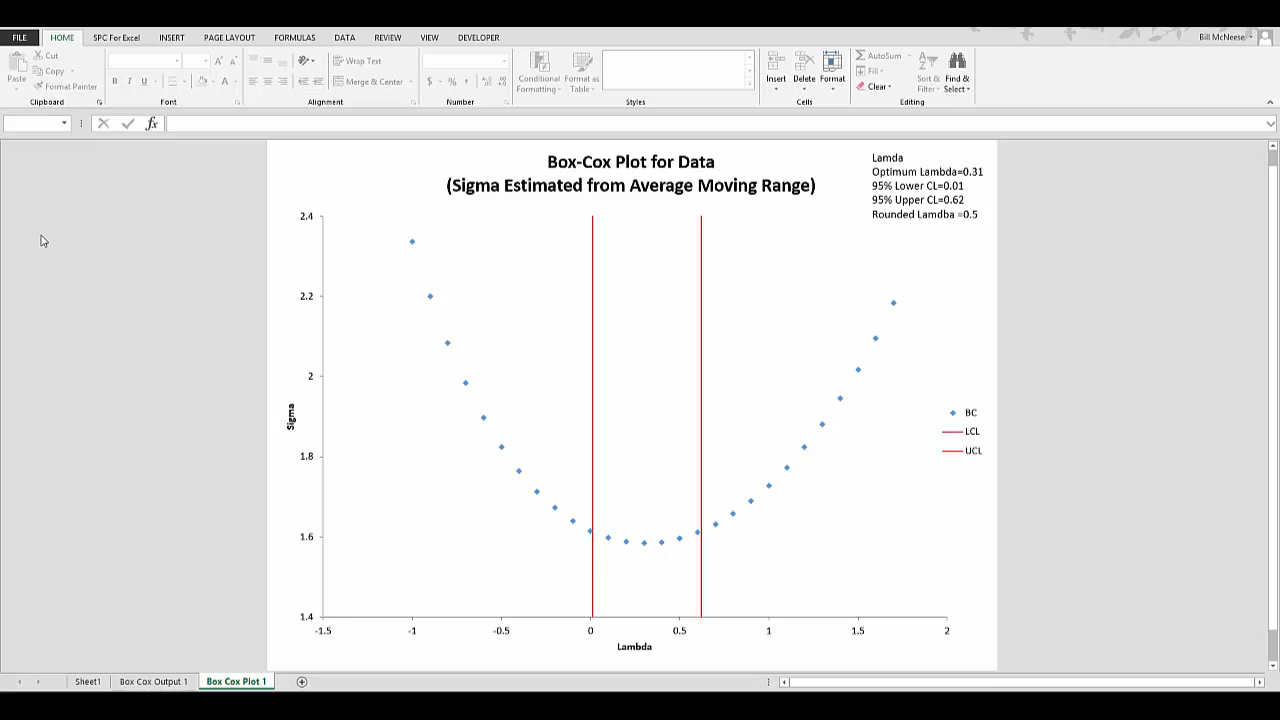 FILE HOME SPC For Excel INSERT PAGE LAYOUT FORMULAS DATA REVIEW VIEW DEVELOPER Bill McNeese
Cut
Copy
Format Painter
Paste
Clipboard
A A
B I U A
Font
Wrap Text
Merge & Center
Alignment
$ % ,
Number
Conditional Formatting
Format as Table
Styles
Insert Delete Format
Cells
AutoSum
Fill
Clear
Sort & Filter
Find & Select
Editing
fx
Box-Cox Plot for Data
(Sigma Estimated from Average Moving Range)
Lamda
Optimum Lambda=0.31
95% Lower CL=0.01
95% Upper CL=0.62
Rounded Lamdba =0.5
2.4
2.2
2
1.8
1.6
1.4
Sigma
BC
LCL
UCL
-1.5 -1 -0.5 0 0.5 1 1.5 2
Lambda
Sheet1 Box Cox Output 1 Box Cox Plot 1